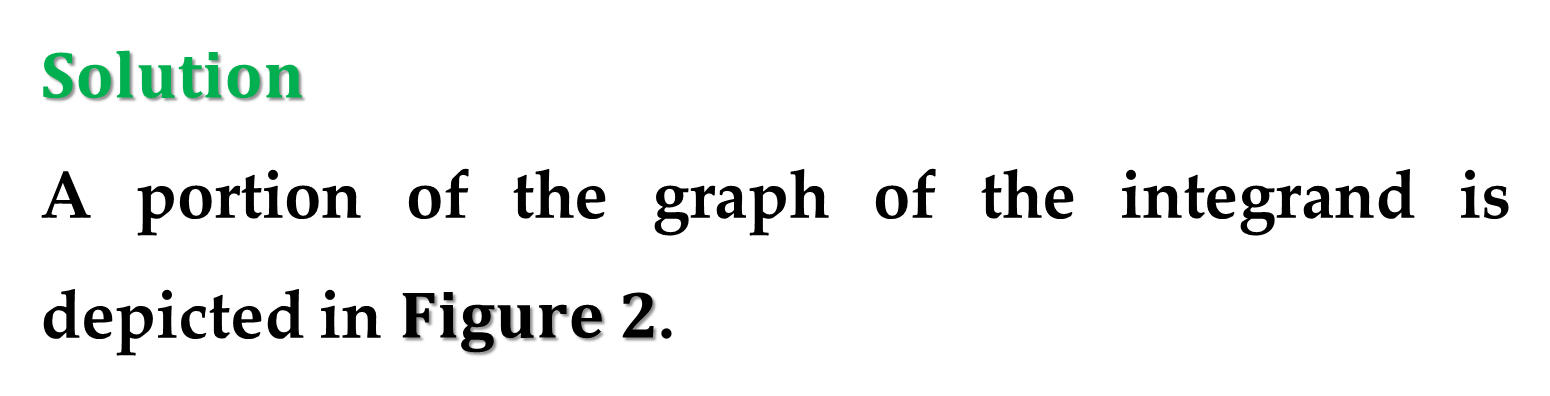 Solution
A portion of the graph of the integrand is
depicted in Figure 2.